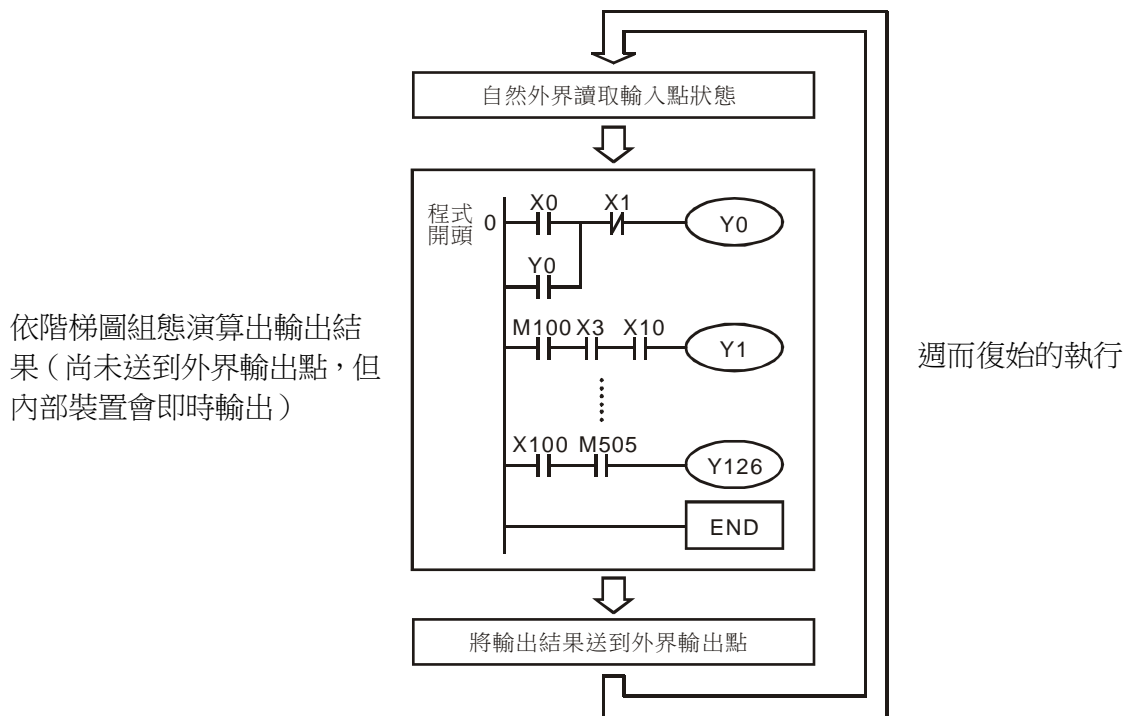 自然外界讀取輸入點狀態
程式
開頭
0
X0
X1
Y0
Y0
M100
X3
X10
Y1
X100
M505
Y126
END
將輸出結果送到外界輸出點
依階梯圖組態演算出輸出結
果(尚未送到外界輸出點,但
內部裝置會即時輸出)
週而復始的執行